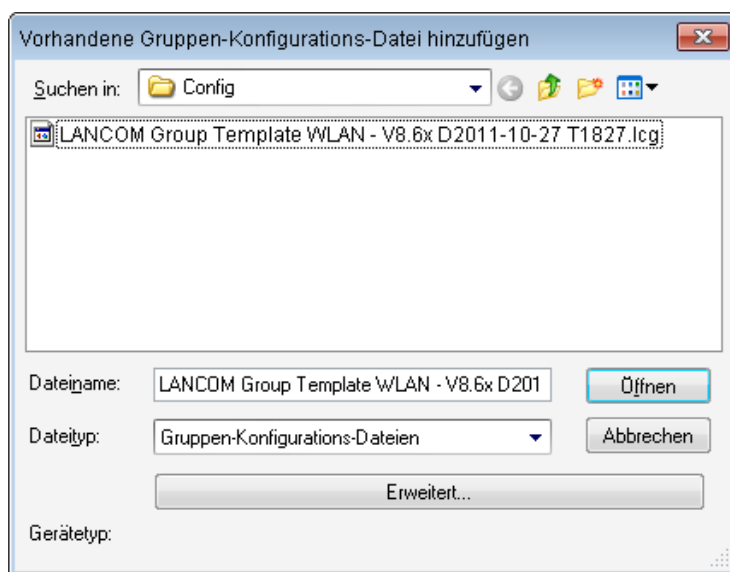 Vorhandene Gruppen-Konfigurations-Datei hinzufügen
Suchen in: Config
LANCOM Group Template WLAN - V8.6x D2011-10-27 T1827.lcg
Dateiname: LANCOM Group Template WLAN - V8.6x D201 Öffnen
Dateityp: Gruppen-Konfigurations-Dateien Abbrechen
Erweitert...
Gerätetyp: